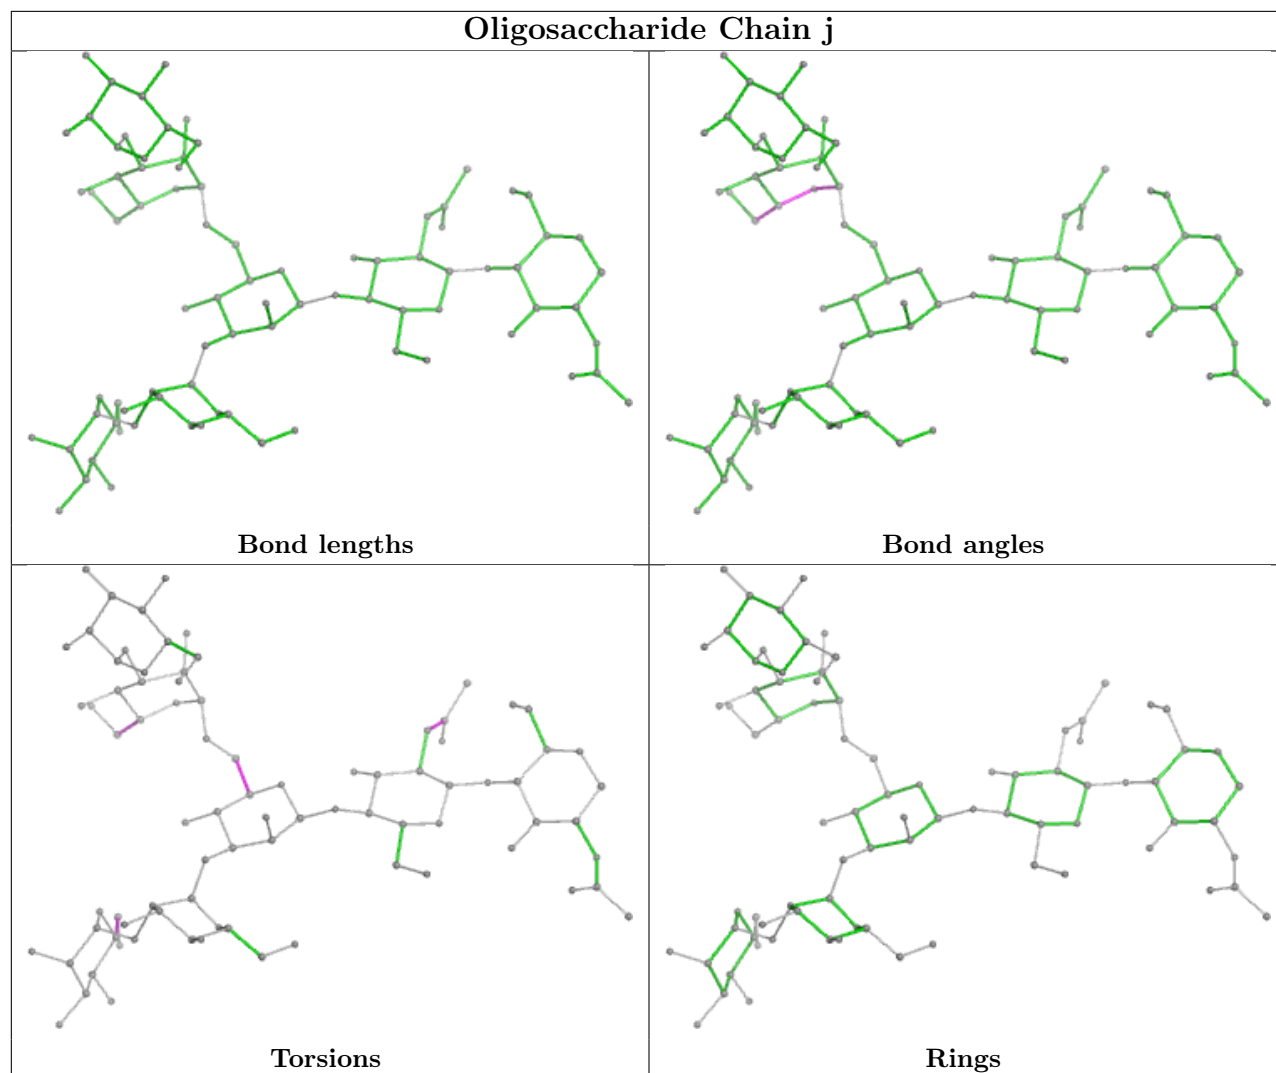 Oligosaccharide Chain j
Bond lengths
Bond angles
Torsions
Rings